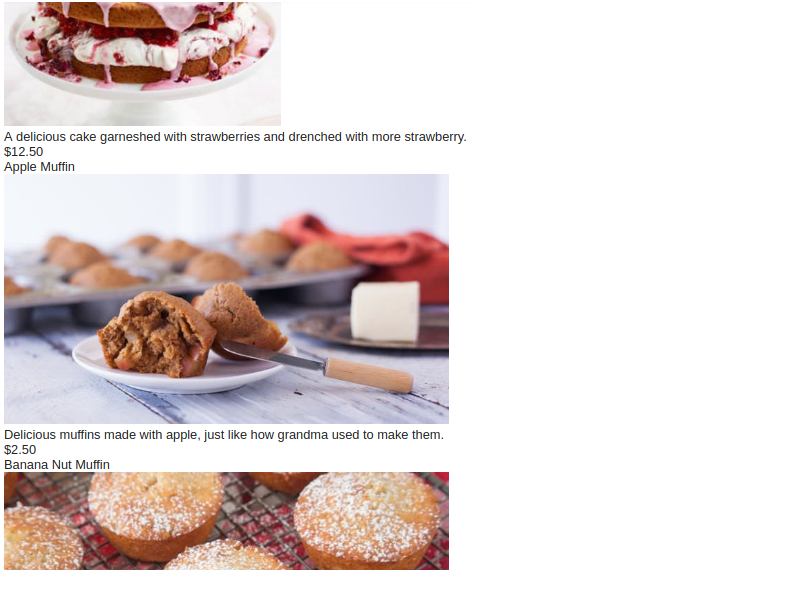 A delicious cake garneshed with strawberries and drenched with more strawberry.
$12.50
Apple Muffin
Delicious muffins made with apple, just like how grandma used to make them.
$2.50
Banana Nut Muffin